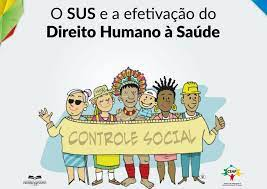 O SUS e a efetivação do
Direito Humano à Saúde
CONTROLE SOCIAL